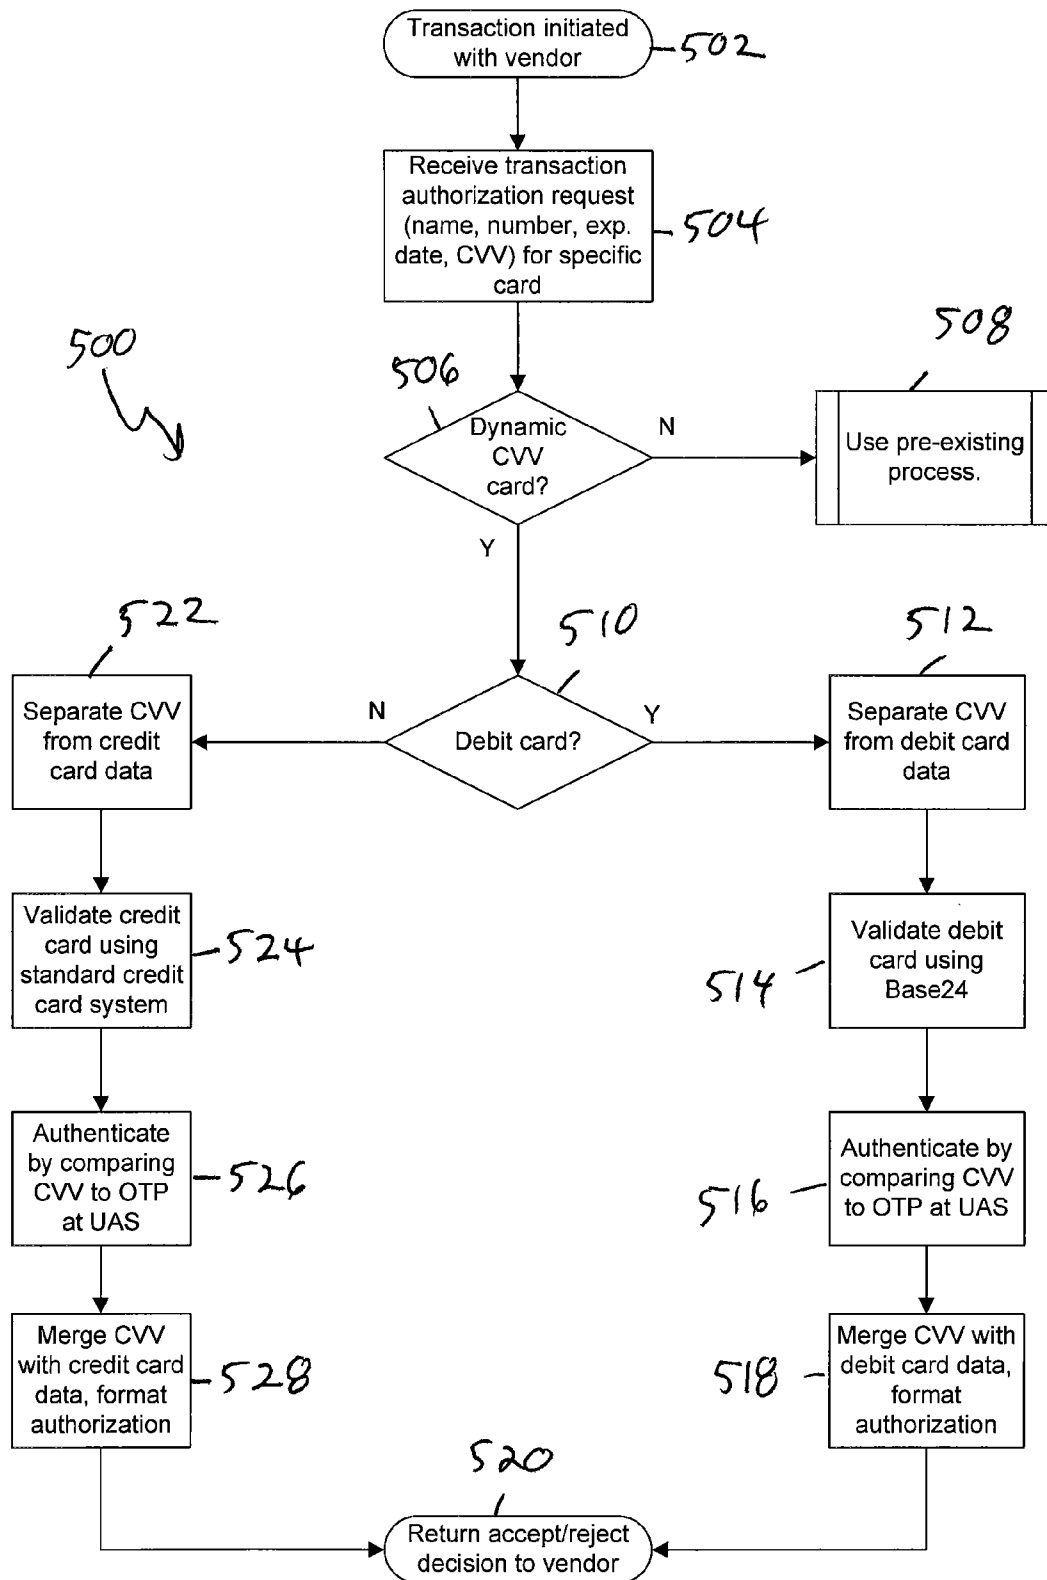 Transaction initiated
with vendor
502
Receive transaction
authorization request
(name, number, exp.
date, CVV) for specific
card
504
500
506
508
Dynamic
CVV
card?
N
Use pre-existing
process.
Y
522
510
512
Separate CVV
from credit
card data
N
Debit card?
Y
Separate CVV
from debit card
data
Validate credit
card using
standard credit
card system
524
514
Validate debit
card using
Base24
Authenticate
by comparing
CVV to OTP
at UAS
526
516
Authenticate by
comparing CVV
to OTP at UAS
Merge CVV
with credit card
data, format
authorization
528
518
Merge CVV with
debit card data,
format
authorization
520
Return accept/reject
decision to vendor